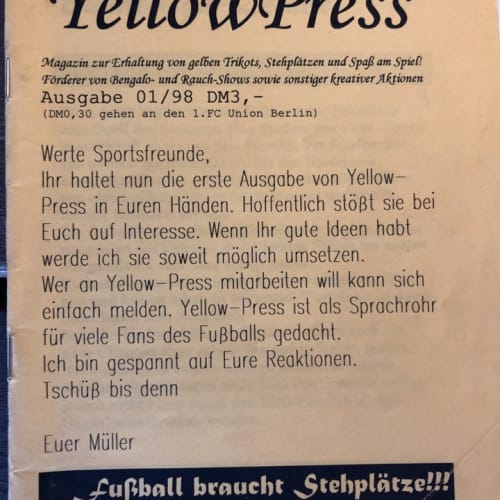 YellowPress
Magazin zur Erhaltung von gelben Trikots, Stehplätzen und Spaß am Spiel!
Förderer von Bengalo- und Rauch-Shows sowie sonstiger kreativer Aktionen
Ausgabe 01/98 DM3,-
(DM0,30 gehen an den 1.FC Union Berlin)
Werte Sportsfreunde,
Ihr haltet nun die erste Ausgabe von Yellow-
Press in Euren Händen. Hoffentlich stößt sie bei
Euch auf Interesse. Wenn Ihr gute Ideen habt
werde ich sie soweit möglich umsetzen.
Wer an Yellow-Press mitarbeiten will kann sich
einfach melden. Yellow-Press ist als Sprachrohr
für viele Fans des Fußballs gedacht.
Ich bin gespannt auf Eure Reaktionen.
Tschüß bis denn
Euer Müller
Fußball braucht Stehplätze!!!